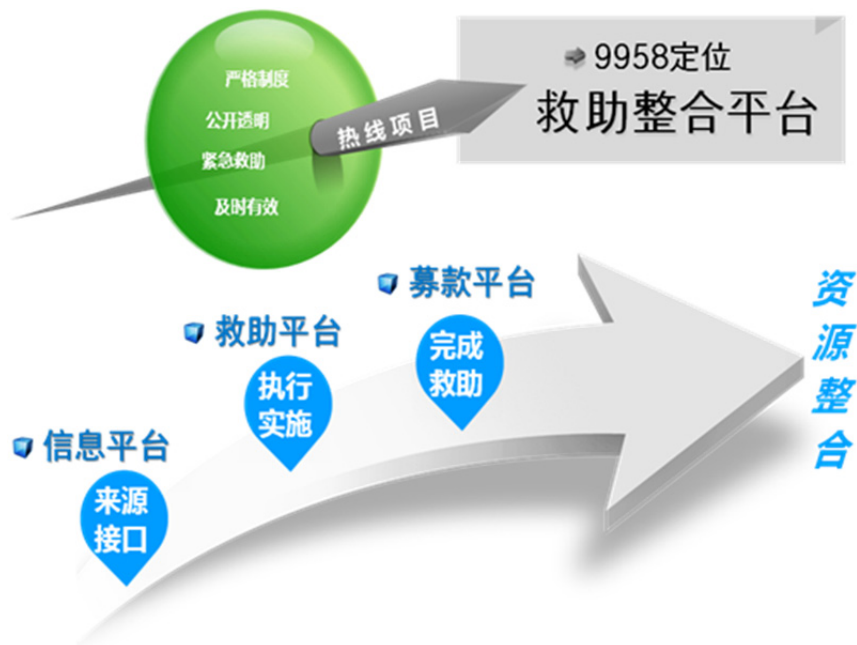 严格制度
公开透明
紧急救助
及时有效
热线项目
9958定位
救助整合平台
募款平台
完成
救助
救助平台
执行
实施
信息平台
来源
接口
资
源
整
合